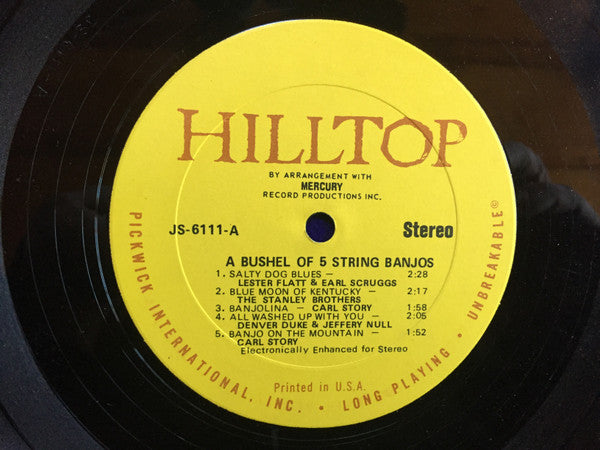 HILLTOP
BY ARRANGEMENT WITH
MERCURY
RECORD PRODUCTIONS INC.
JS-6111-A Stereo
A BUSHEL OF 5 STRING BANJOS
1. SALTY DOG BLUES — 2:28
LESTER FLATT & EARL SCRUGGS
2. BLUE MOON OF KENTUCKY — 2:17
THE STANLEY BROTHERS
3. BANJOLINA — CARL STORY 1:58
4. ALL WASHED UP WITH YOU — 2:05
DENVER DUKE & JEFFERY NULL
5. BANJO ON THE MOUNTAIN — 1:52
CARL STORY
Electronically Enhanced for Stereo
Printed in U.S.A.
PICKWICK INTERNATIONAL, INC. • LONG PLAYING • UNBREAKABLE©